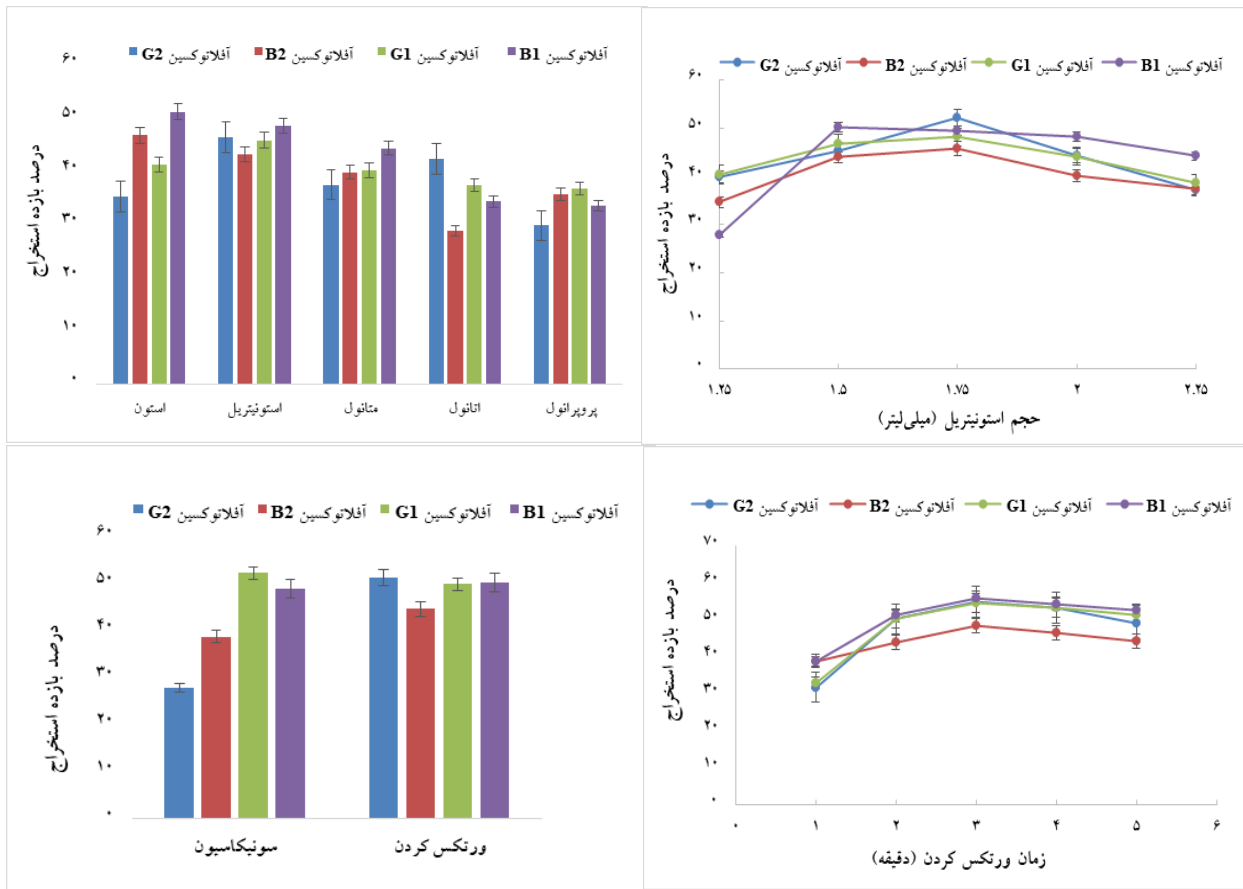 آفلاتوکسین G2 آفلاتوکسین B2 آفلاتوکسین G1 آفلاتوکسین B1
درصد بازده استخراج
۶۰
۵۰
۴۰
۳۰
۲۰
۱۰
۰
استون استونیتریل متانول اتانول پروپرانول
آفلاتوکسین G2 آفلاتوکسین B2 آفلاتوکسین G1 آفلاتوکسین B1
درصد بازده استخراج
۶۰
۵۰
۴۰
۳۰
۲۰
۱۰
۰
۱.۲۵ ۱.۵ ۱.۷۵ ۲ ۲.۲۵
حجم استونیتریل (میلی‌لیتر)
آفلاتوکسین G2 آفلاتوکسین B2 آفلاتوکسین G1 آفلاتوکسین B1
درصد بازده استخراج
۶۰
۵۰
۴۰
۳۰
۲۰
۱۰
۰
سونیکاسیون ورتکس کردن
آفلاتوکسین G2 آفلاتوکسین B2 آفلاتوکسین G1 آفلاتوکسین B1
درصد بازده استخراج
۷۰
۶۰
۵۰
۴۰
۳۰
۲۰
۱۰
۰
۰ ۱ ۲ ۳ ۴ ۵ ۶
زمان ورتکس کردن (دقیقه)